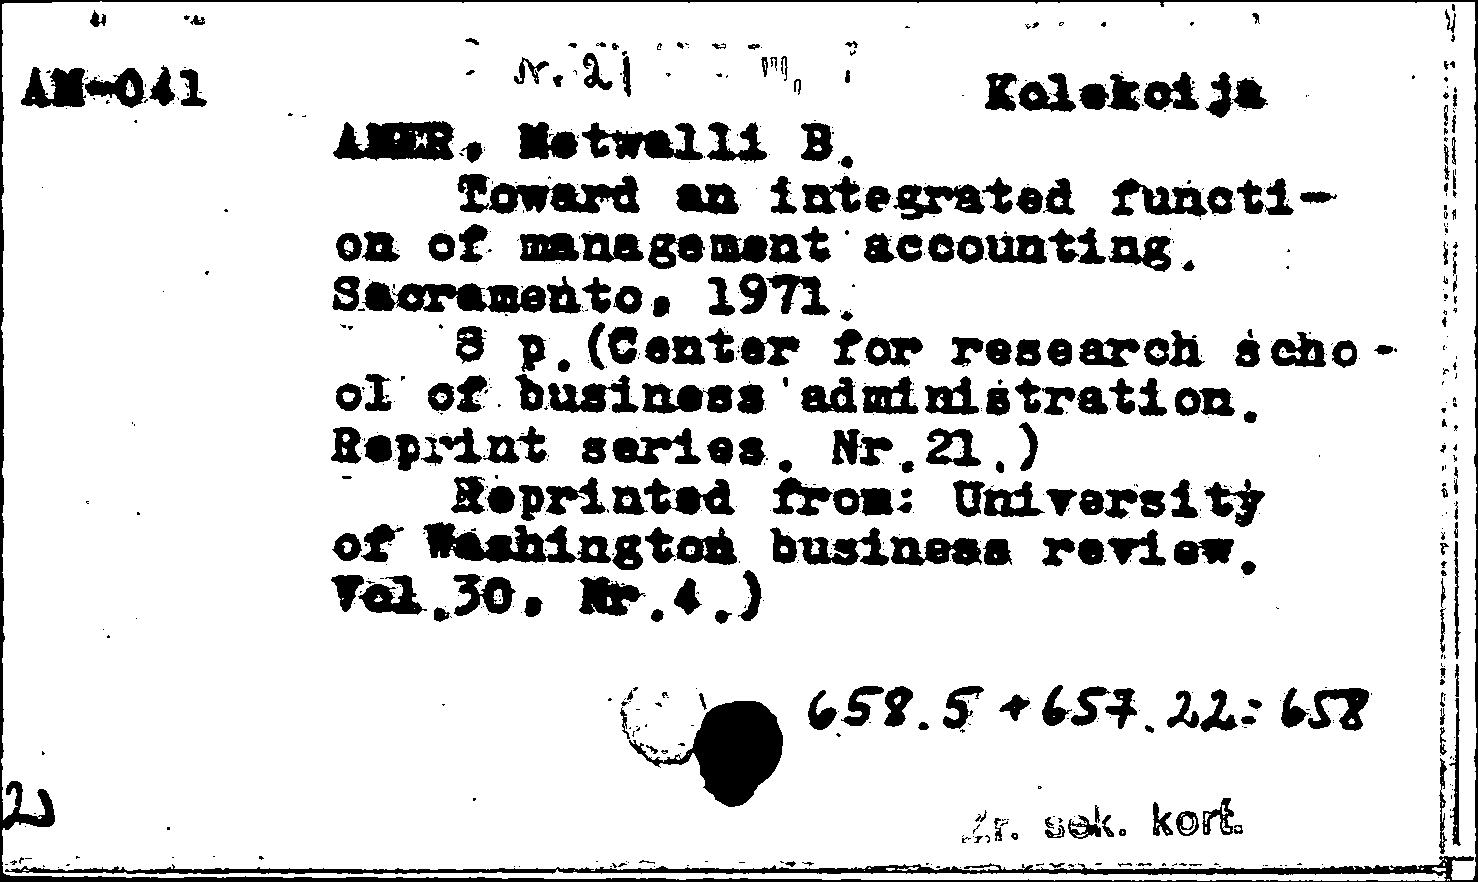 AM-041
Nr. 21
Kolekcija
AMER, Metwalli B.
Toward an integrated functi-
on of management accounting.
Sacramento, 1971.
8 p.(Center for research scho-
ol of business administration.
Reprint series. Nr.21.)
Reprinted from: University
of Washington business review.
Vol.30, Nr.4.)
658.5 + 657.22:658
Žr. sek. kort.